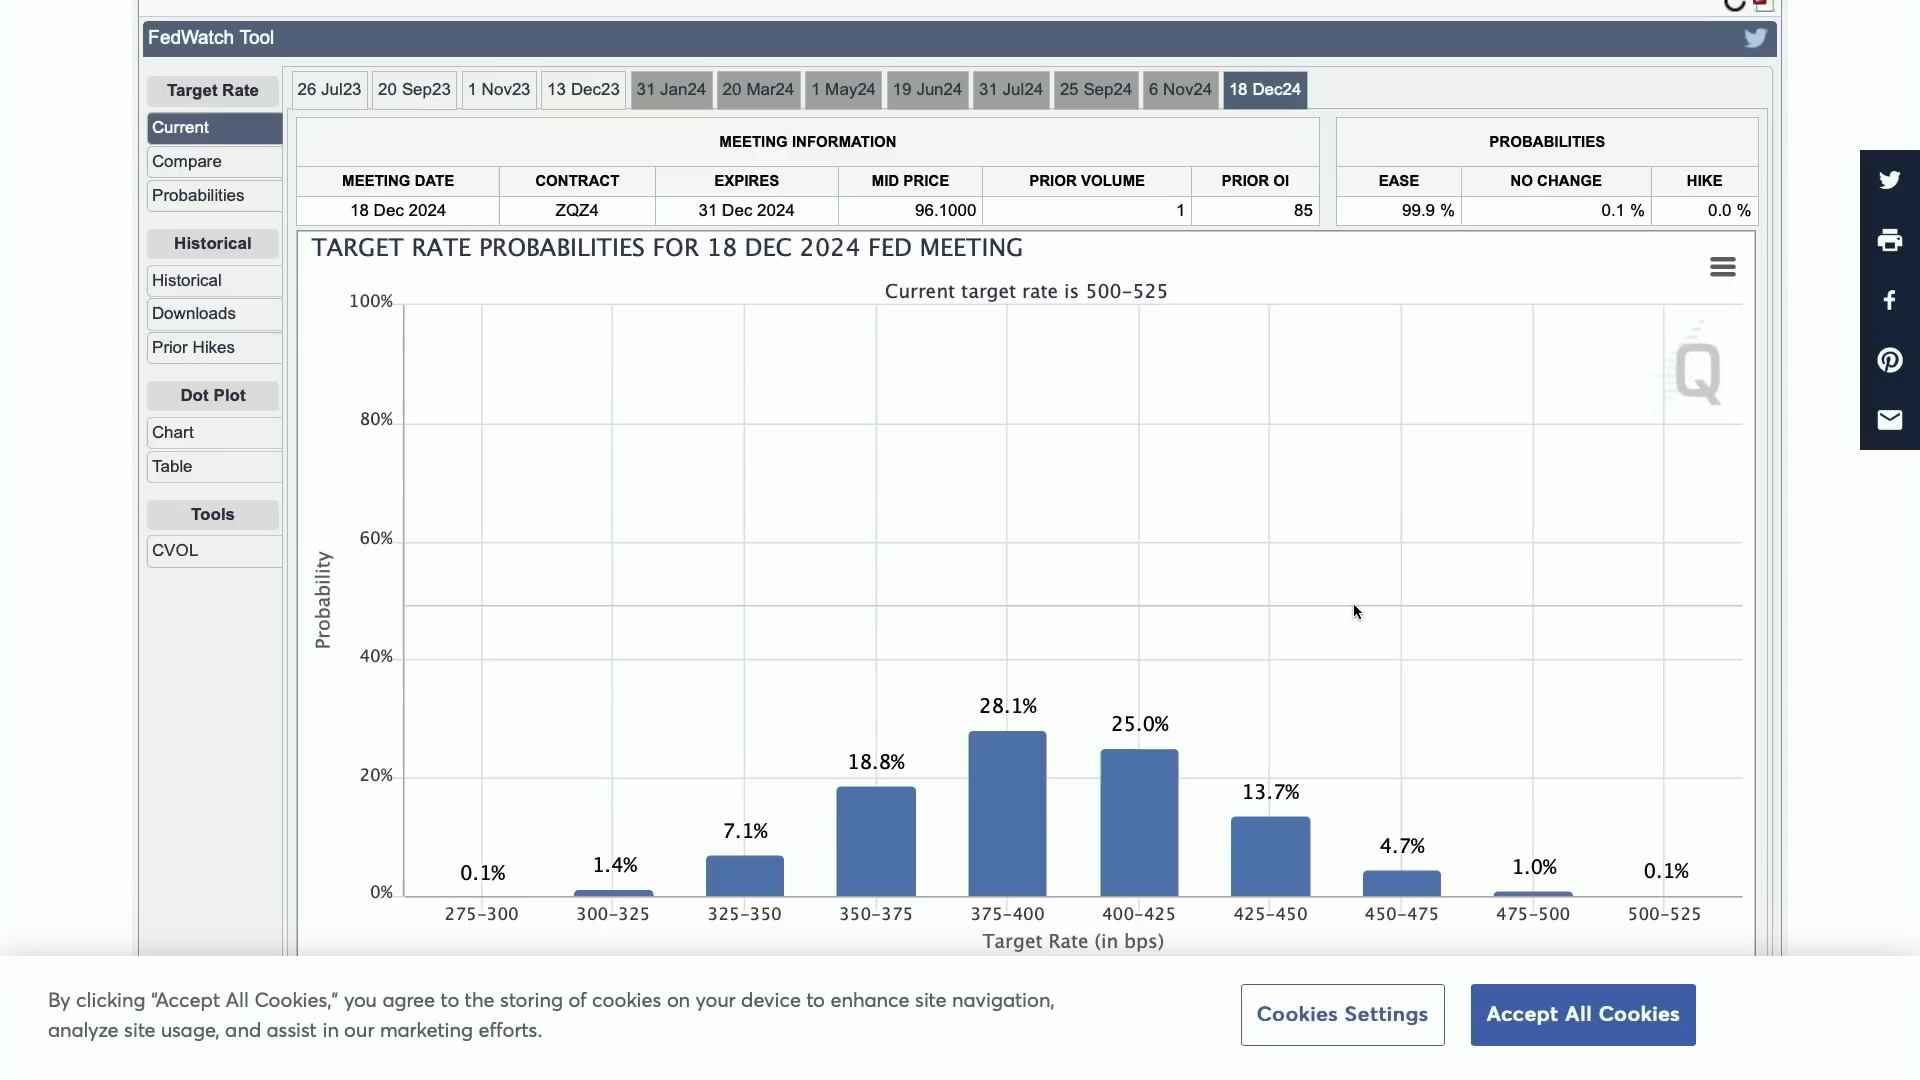 FedWatch Tool
Target Rate
Current
Compare
Probabilities
Historical
Historical
Downloads
Prior Hikes
Dot Plot
Chart
Table
Tools
CVOL
26 Jul23 20 Sep23 1 Nov23 13 Dec23 31 Jan24 20 Mar24 1 May24 19 Jun24 31 Jul24 25 Sep24 6 Nov24 18 Dec24
MEETING INFORMATION
MEETING DATE CONTRACT EXPIRES MID PRICE PRIOR VOLUME PRIOR OI
18 Dec 2024 ZQZ4 31 Dec 2024 96.1000 1 85
PROBABILITIES
EASE NO CHANGE HIKE
99.9 % 0.1 % 0.0 %
TARGET RATE PROBABILITIES FOR 18 DEC 2024 FED MEETING
Current target rate is 500-525
Q
Probability
100%
80%
60%
40%
20%
0%
0.1% 1.4% 7.1% 18.8% 28.1% 25.0% 13.7% 4.7% 1.0% 0.1%
275-300 300-325 325-350 350-375 375-400 400-425 425-450 450-475 475-500 500-525
Target Rate (in bps)
By clicking “Accept All Cookies,” you agree to the storing of cookies on your device to enhance site navigation,
analyze site usage, and assist in our marketing efforts.
Cookies Settings
Accept All Cookies